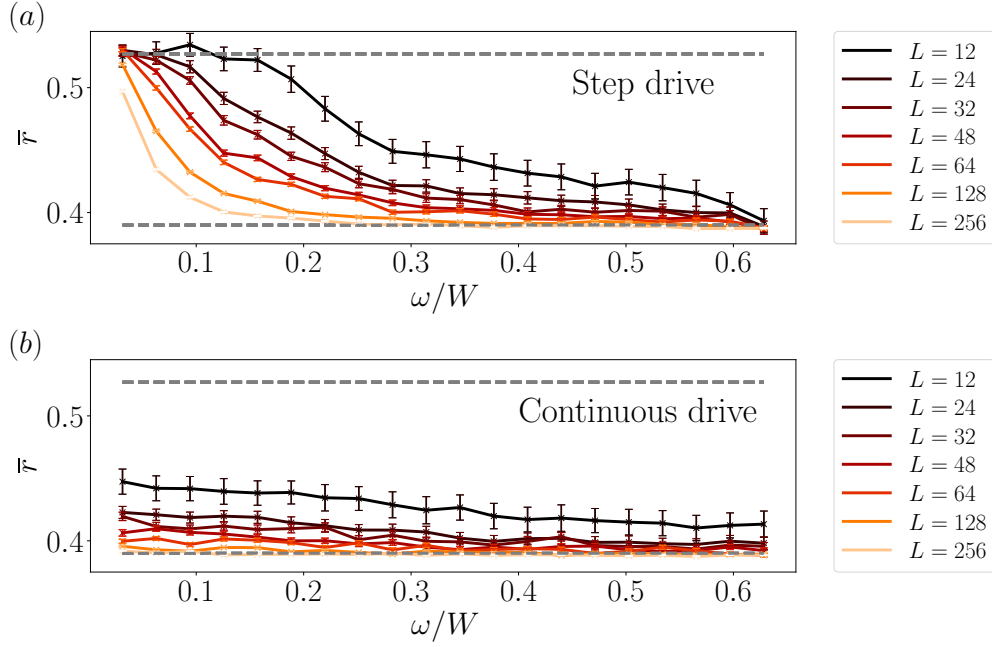 (a)
0.5
0.4
r̅
Step drive
0.1 0.2 0.3 0.4 0.5 0.6
ω/W
L = 12
L = 24
L = 32
L = 48
L = 64
L = 128
L = 256
(b)
0.5
0.4
r̅
Continuous drive
0.1 0.2 0.3 0.4 0.5 0.6
ω/W
L = 12
L = 24
L = 32
L = 48
L = 64
L = 128
L = 256